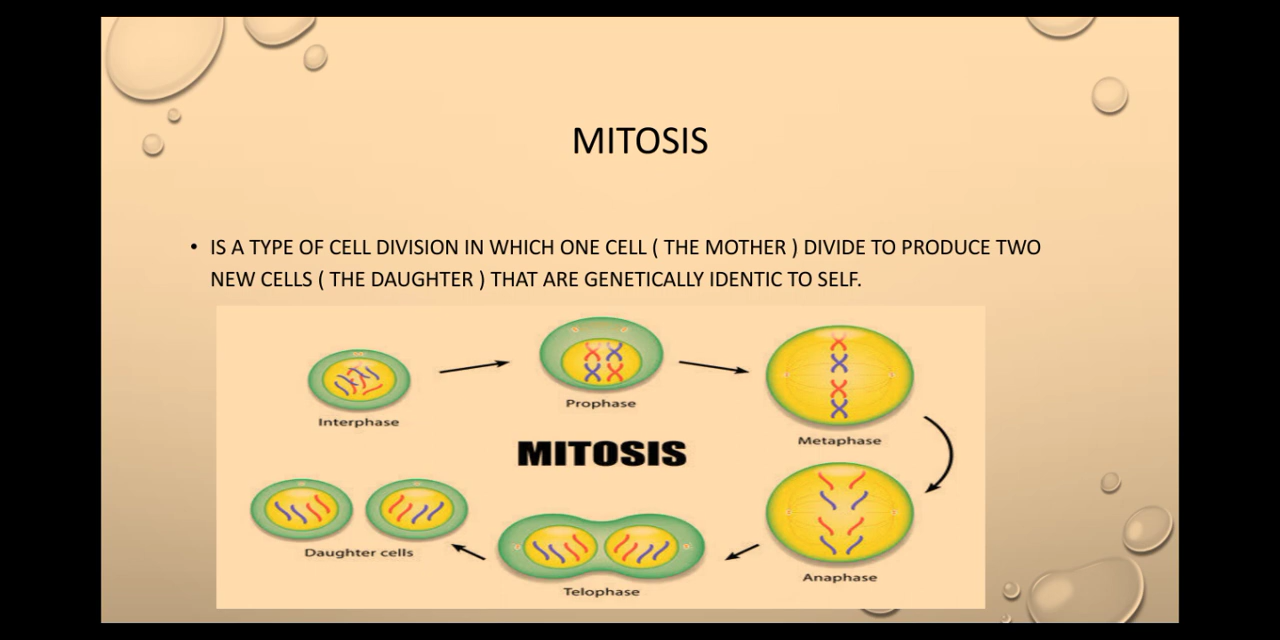 MITOSIS
• IS A TYPE OF CELL DIVISION IN WHICH ONE CELL ( THE MOTHER ) DIVIDE TO PRODUCE TWO
NEW CELLS ( THE DAUGHTER ) THAT ARE GENETICALLY IDENTIC TO SELF.
Interphase
Prophase
Metaphase
MITOSIS
Daughter cells
Telophase
Anaphase